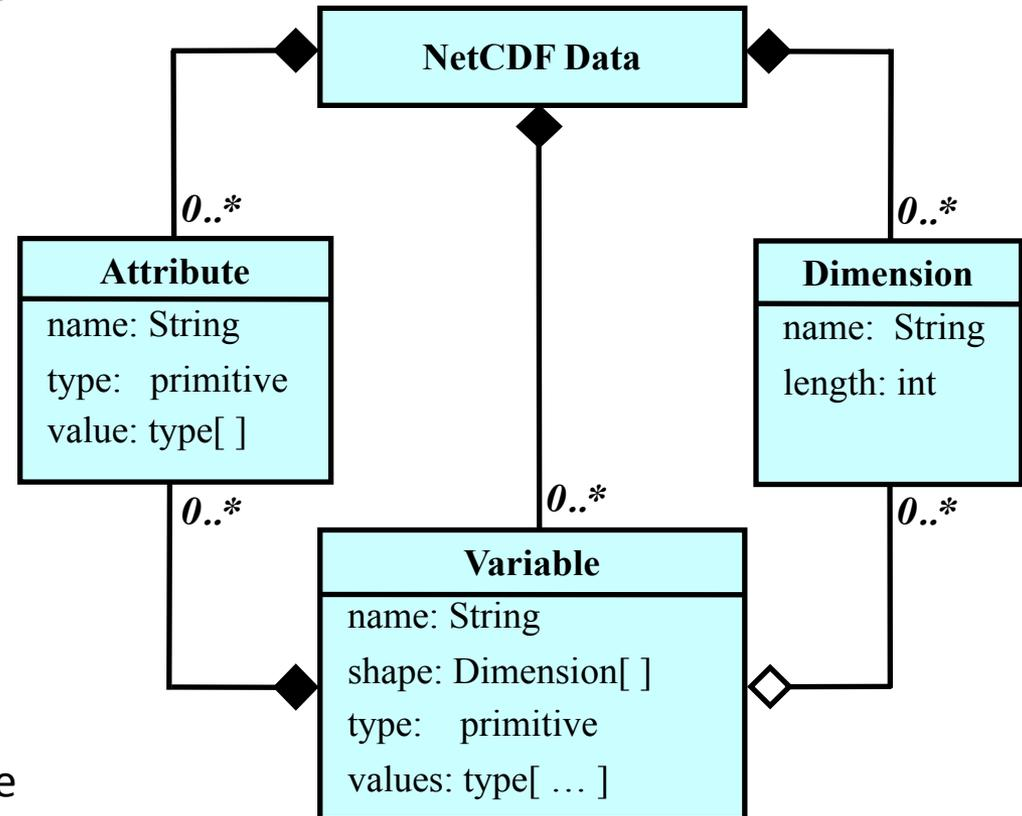 NetCDF Data
0..*
0..*
Attribute
name: String
type: primitive
value: type[ ]
Dimension
name: String
length: int
0..*
0..*
0..*
Variable
name: String
shape: Dimension[ ]
type: primitive
values: type[ … ]
e